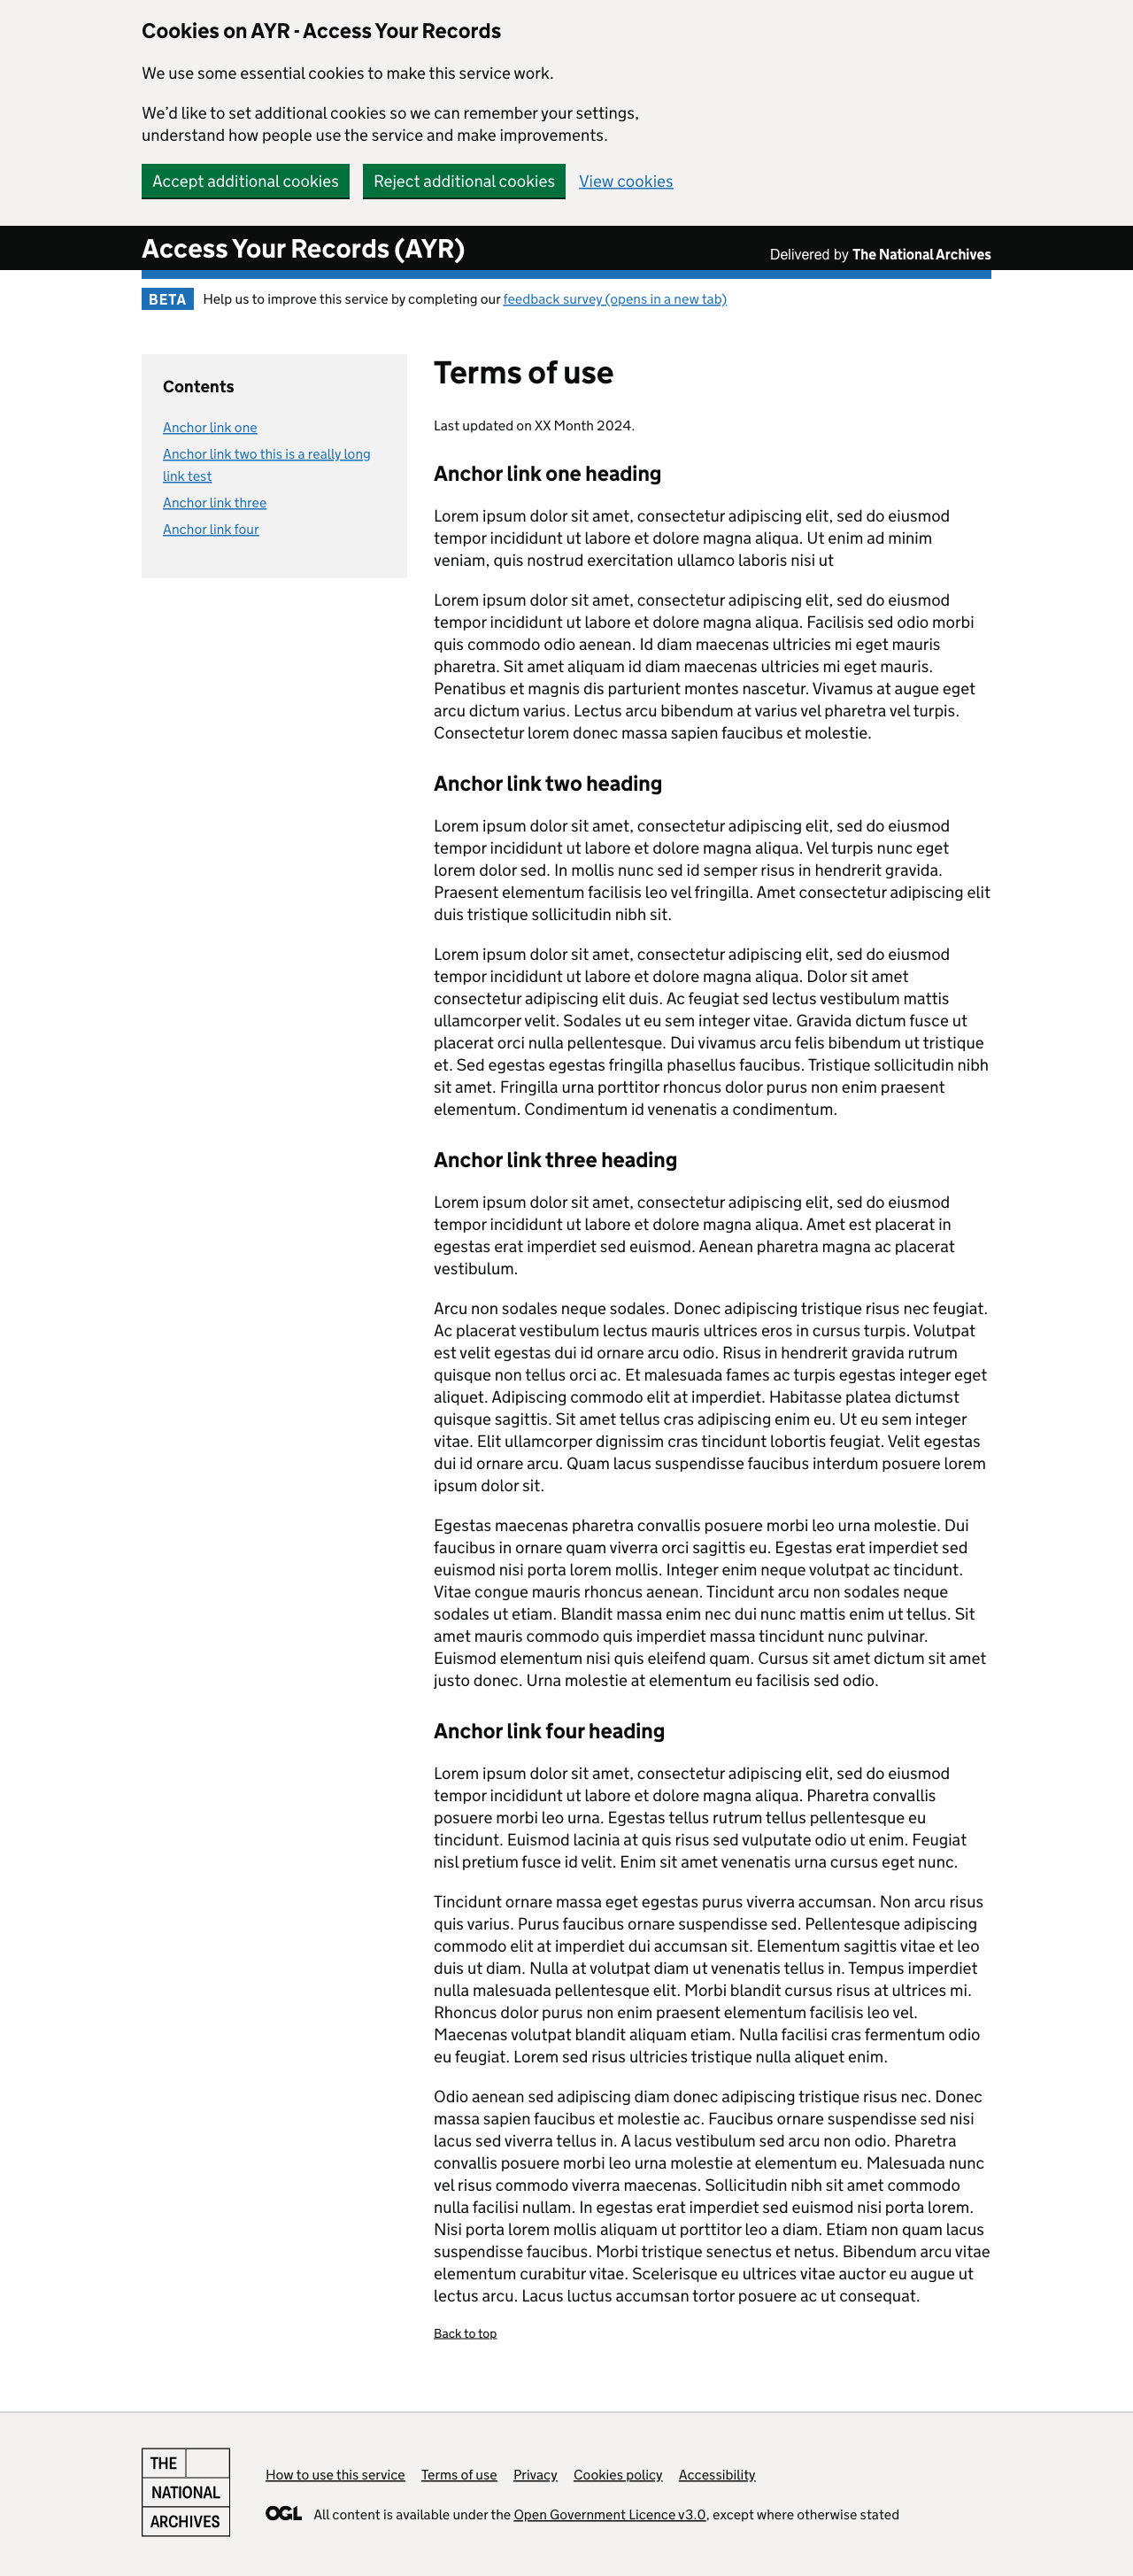 Cookies on AYR - Access Your Records
We use some essential cookies to make this service work.
We’d like to set additional cookies so we can remember your settings,
understand how people use the service and make improvements.
Accept additional cookies Reject additional cookies View cookies
Access Your Records (AYR) Delivered by The National Archives
BETA Help us to improve this service by completing our feedback survey (opens in a new tab)
Contents
Anchor link one
Anchor link two this is a really long
link test
Anchor link three
Anchor link four
Terms of use
Last updated on XX Month 2024.
Anchor link one heading
Lorem ipsum dolor sit amet, consectetur adipiscing elit, sed do eiusmod
tempor incididunt ut labore et dolore magna aliqua. Ut enim ad minim
veniam, quis nostrud exercitation ullamco laboris nisi ut
Lorem ipsum dolor sit amet, consectetur adipiscing elit, sed do eiusmod
tempor incididunt ut labore et dolore magna aliqua. Facilisis sed odio morbi
quis commodo odio aenean. Id diam maecenas ultricies mi eget mauris
pharetra. Sit amet aliquam id diam maecenas ultricies mi eget mauris.
Penatibus et magnis dis parturient montes nascetur. Vivamus at augue eget
arcu dictum varius. Lectus arcu bibendum at varius vel pharetra vel turpis.
Consectetur lorem donec massa sapien faucibus et molestie.
Anchor link two heading
Lorem ipsum dolor sit amet, consectetur adipiscing elit, sed do eiusmod
tempor incididunt ut labore et dolore magna aliqua. Vel turpis nunc eget
lorem dolor sed. In mollis nunc sed id semper risus in hendrerit gravida.
Praesent elementum facilisis leo vel fringilla. Amet consectetur adipiscing elit
duis tristique sollicitudin nibh sit.
Lorem ipsum dolor sit amet, consectetur adipiscing elit, sed do eiusmod
tempor incididunt ut labore et dolore magna aliqua. Dolor sit amet
consectetur adipiscing elit duis. Ac feugiat sed lectus vestibulum mattis
ullamcorper velit. Sodales ut eu sem integer vitae. Gravida dictum fusce ut
placerat orci nulla pellentesque. Dui vivamus arcu felis bibendum ut tristique
et. Sed egestas egestas fringilla phasellus faucibus. Tristique sollicitudin nibh
sit amet. Fringilla urna porttitor rhoncus dolor purus non enim praesent
elementum. Condimentum id venenatis a condimentum.
Anchor link three heading
Lorem ipsum dolor sit amet, consectetur adipiscing elit, sed do eiusmod
tempor incididunt ut labore et dolore magna aliqua. Amet est placerat in
egestas erat imperdiet sed euismod. Aenean pharetra magna ac placerat
vestibulum.
Arcu non sodales neque sodales. Donec adipiscing tristique risus nec feugiat.
Ac placerat vestibulum lectus mauris ultrices eros in cursus turpis. Volutpat
est velit egestas dui id ornare arcu odio. Risus in hendrerit gravida rutrum
quisque non tellus orci ac. Et malesuada fames ac turpis egestas integer eget
aliquet. Adipiscing commodo elit at imperdiet. Habitasse platea dictumst
quisque sagittis. Sit amet tellus cras adipiscing enim eu. Ut eu sem integer
vitae. Elit ullamcorper dignissim cras tincidunt lobortis feugiat. Velit egestas
dui id ornare arcu. Quam lacus suspendisse faucibus interdum posuere lorem
ipsum dolor sit.
Egestas maecenas pharetra convallis posuere morbi leo urna molestie. Dui
faucibus in ornare quam viverra orci sagittis eu. Egestas erat imperdiet sed
euismod nisi porta lorem mollis. Integer enim neque volutpat ac tincidunt.
Vitae congue mauris rhoncus aenean. Tincidunt arcu non sodales neque
sodales ut etiam. Blandit massa enim nec dui nunc mattis enim ut tellus. Sit
amet mauris commodo quis imperdiet massa tincidunt nunc pulvinar.
Euismod elementum nisi quis eleifend quam. Cursus sit amet dictum sit amet
justo donec. Urna molestie at elementum eu facilisis sed odio.
Anchor link four heading
Lorem ipsum dolor sit amet, consectetur adipiscing elit, sed do eiusmod
tempor incididunt ut labore et dolore magna aliqua. Pharetra convallis
posuere morbi leo urna. Egestas tellus rutrum tellus pellentesque eu
tincidunt. Euismod lacinia at quis risus sed vulputate odio ut enim. Feugiat
nisl pretium fusce id velit. Enim sit amet venenatis urna cursus eget nunc.
Tincidunt ornare massa eget egestas purus viverra accumsan. Non arcu risus
quis varius. Purus faucibus ornare suspendisse sed. Pellentesque adipiscing
commodo elit at imperdiet dui accumsan sit. Elementum sagittis vitae et leo
duis ut diam. Nulla at volutpat diam ut venenatis tellus in. Tempus imperdiet
nulla malesuada pellentesque elit. Morbi blandit cursus risus at ultrices mi.
Rhoncus dolor purus non enim praesent elementum facilisis leo vel.
Maecenas volutpat blandit aliquam etiam. Nulla facilisi cras fermentum odio
eu feugiat. Lorem sed risus ultricies tristique nulla aliquet enim.
Odio aenean sed adipiscing diam donec adipiscing tristique risus nec. Donec
massa sapien faucibus et molestie ac. Faucibus ornare suspendisse sed nisi
lacus sed viverra tellus in. A lacus vestibulum sed arcu non odio. Pharetra
convallis posuere morbi leo urna molestie at elementum eu. Malesuada nunc
vel risus commodo viverra maecenas. Sollicitudin nibh sit amet commodo
nulla facilisi nullam. In egestas erat imperdiet sed euismod nisi porta lorem.
Nisi porta lorem mollis aliquam ut porttitor leo a diam. Etiam non quam lacus
suspendisse faucibus. Morbi tristique senectus et netus. Bibendum arcu vitae
elementum curabitur vitae. Scelerisque eu ultrices vitae auctor eu augue ut
lectus arcu. Lacus luctus accumsan tortor posuere ac ut consequat.
Back to top
THE
NATIONAL
ARCHIVES
How to use this service Terms of use Privacy Cookies policy Accessibility
OGL All content is available under the Open Government Licence v3.0, except where otherwise stated